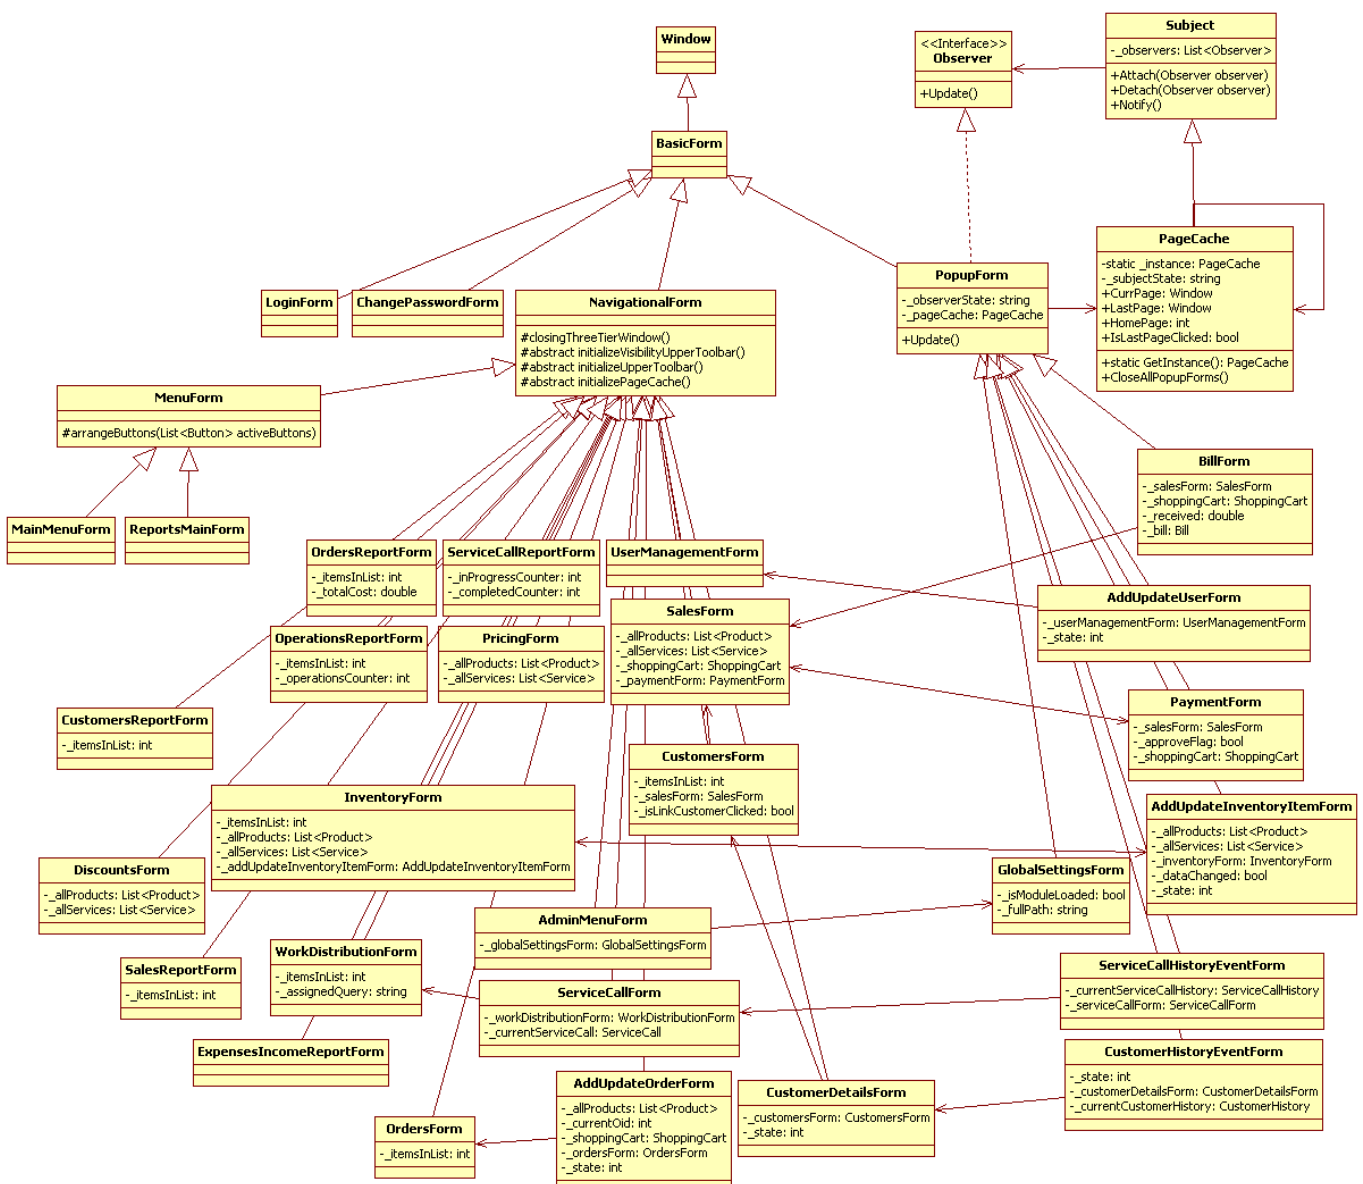 Window
<<Interface>>
Observer
+Update()
Subject
-_observers: List<Observer>
+Attach(Observer observer)
+Detach(Observer observer)
+Notify()
BasicForm
PageCache
-static _instance: PageCache
-_subjectState: string
+CurrPage: Window
+LastPage: Window
+HomePage: int
+IsLastPageClicked: bool
+static GetInstance(): PageCache
+CloseAllPopupForms()
PopupForm
-_observerState: string
-_pageCache: PageCache
+Update()
LoginForm
ChangePasswordForm
NavigationalForm
#closingThreeTierWindow()
#abstract initializeVisibilityUpperToolbar()
#abstract initializeUpperToolbar()
#abstract initializePageCache()
MenuForm
#arrangeButtons(List<Button> activeButtons)
BillForm
-_salesForm: SalesForm
-_shoppingCart: ShoppingCart
-_received: double
-_bill: Bill
MainMenuForm
ReportsMainForm
OrdersReportForm
-_itemsInList: int
-_totalCost: double
ServiceCallReportForm
-_inProgressCounter: int
-_completedCounter: int
UserManagementForm
AddUpdateUserForm
-_userManagementForm: UserManagementForm
-_state: int
SalesForm
-_allProducts: List<Product>
-_allServices: List<Service>
-_shoppingCart: ShoppingCart
-_paymentForm: PaymentForm
OperationsReportForm
-_itemsInList: int
-_operationsCounter: int
PricingForm
-_allProducts: List<Product>
-_allServices: List<Service>
PaymentForm
-_salesForm: SalesForm
-_approveFlag: bool
-_shoppingCart: ShoppingCart
CustomersReportForm
-_itemsInList: int
CustomersForm
-_itemsInList: int
-_salesForm: SalesForm
-_isLinkCustomerClicked: bool
InventoryForm
-_itemsInList: int
-_allProducts: List<Product>
-_allServices: List<Service>
-_addUpdateInventoryItemForm: AddUpdateInventoryItemForm
AddUpdateInventoryItemForm
-_allProducts: List<Product>
-_allServices: List<Service>
-_inventoryForm: InventoryForm
-_dataChanged: bool
-_state: int
DiscountsForm
-_allProducts: List<Product>
-_allServices: List<Service>
GlobalSettingsForm
-_isModuleLoaded: bool
-_fullPath: string
AdminMenuForm
-_globalSettingsForm: GlobalSettingsForm
WorkDistributionForm
-_itemsInList: int
-_assignedQuery: string
SalesReportForm
-_itemsInList: int
ServiceCallHistoryEventForm
-_currentServiceCallHistory: ServiceCallHistory
-_serviceCallForm: ServiceCallForm
ServiceCallForm
-_workDistributionForm: WorkDistributionForm
-_currentServiceCall: ServiceCall
ExpensesIncomeReportForm
CustomerHistoryEventForm
-_state: int
-_customerDetailsForm: CustomerDetailsForm
-_currentCustomerHistory: CustomerHistory
AddUpdateOrderForm
-_allProducts: List<Product>
-_currentOid: int
-_shoppingCart: ShoppingCart
-_ordersForm: OrdersForm
-_state: int
CustomerDetailsForm
-_customersForm: CustomersForm
-_state: int
OrdersForm
-_itemsInList: int